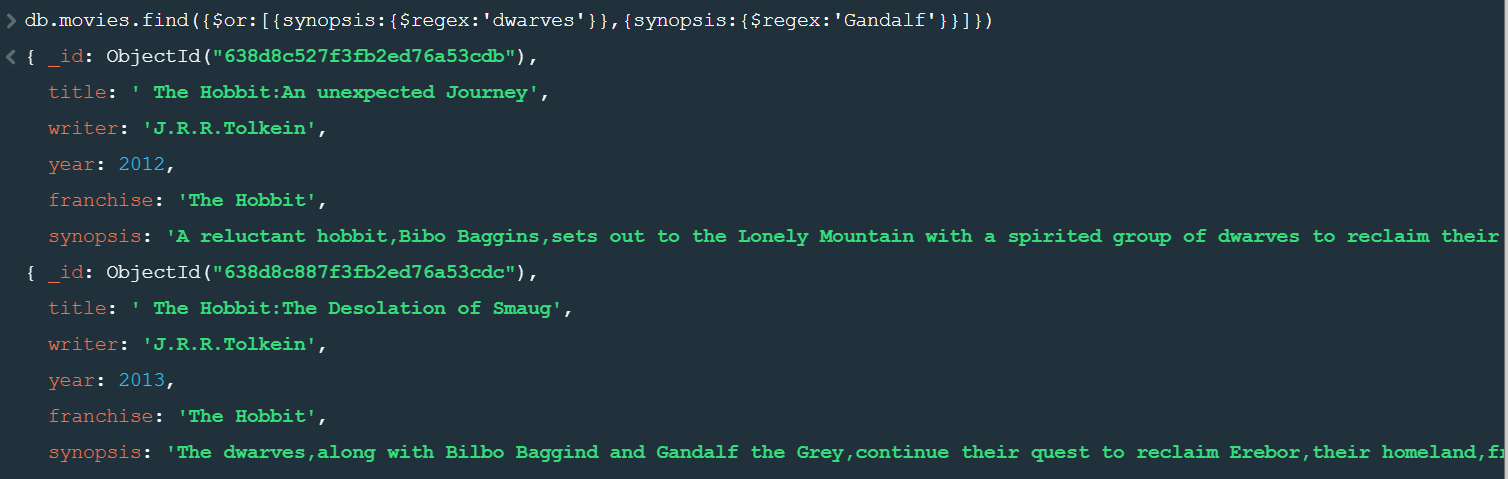 db.movies.find({$or:[{synopsis:{$regex:'dwarves'}},{synopsis:{$regex:'Gandalf'}}]})
{ _id: ObjectId("638d8c527f3fb2ed76a53cdb"),
title: ' The Hobbit:An unexpected Journey',
writer: 'J.R.R.Tolkein',
year: 2012,
franchise: 'The Hobbit',
synopsis: 'A reluctant hobbit,Bibo Baggins,sets out to the Lonely Mountain with a spirited group of dwarves to reclaim their
{ _id: ObjectId("638d8c887f3fb2ed76a53cdc"),
title: ' The Hobbit:The Desolation of Smaug',
writer: 'J.R.R.Tolkein',
year: 2013,
franchise: 'The Hobbit',
synopsis: 'The dwarves,along with Bilbo Baggind and Gandalf the Grey,continue their quest to reclaim Erebor,their homeland,